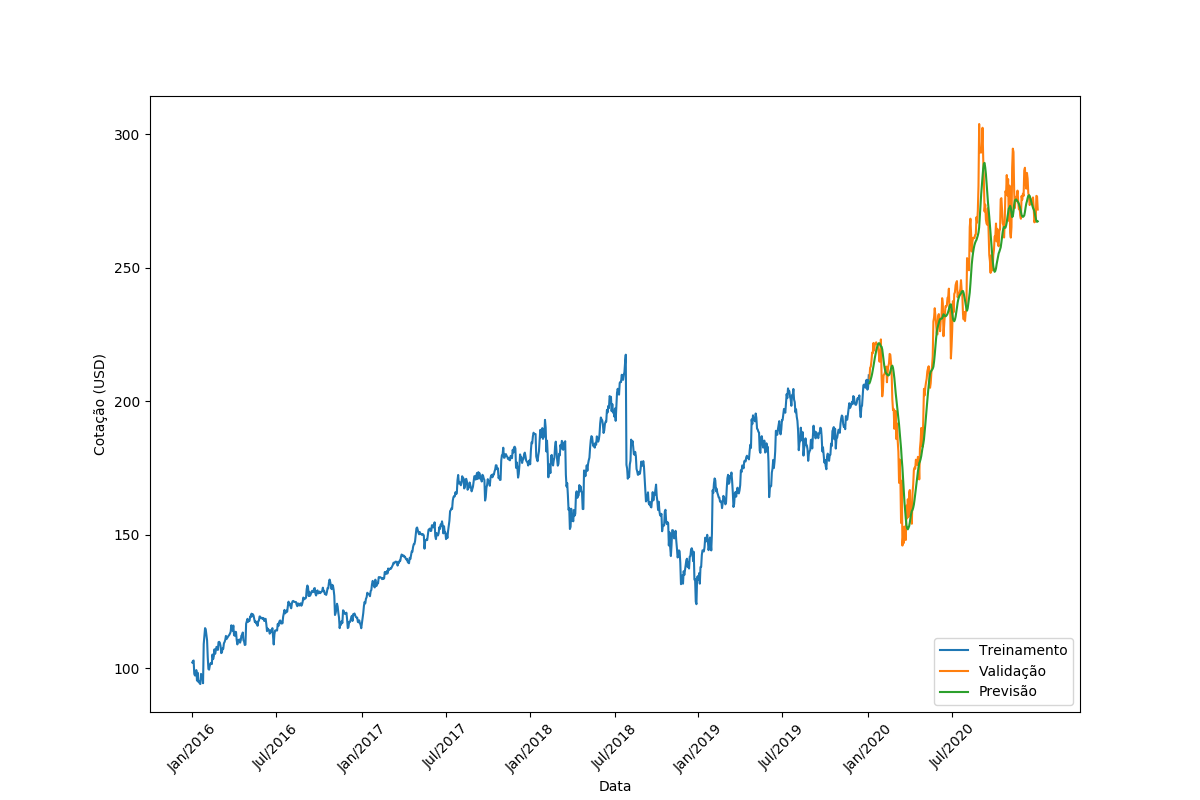 300
250
200
150
100
Cotação (USD)
Jan/2016
Jul/2016
Jan/2017
Jul/2017
Jan/2018
Jul/2018
Jan/2019
Jul/2019
Jan/2020
Jul/2020
Data
Treinamento
Validação
Previsão